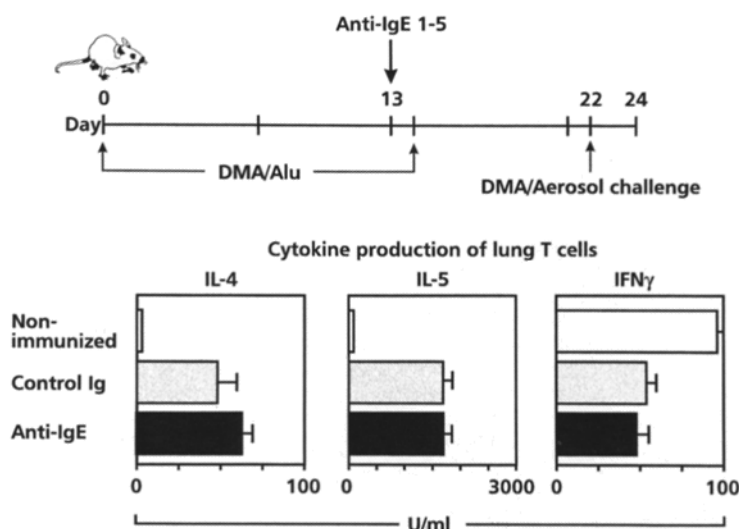 Anti-IgE 1-5
0 13 22 24
Day
DMA/Alu
DMA/Aerosol challenge
Cytokine production of lung T cells
IL-4 IL-5 IFNγ
Non-
immunized
Control Ig
Anti-IgE
0 100 0 3000 0 100
U/ml